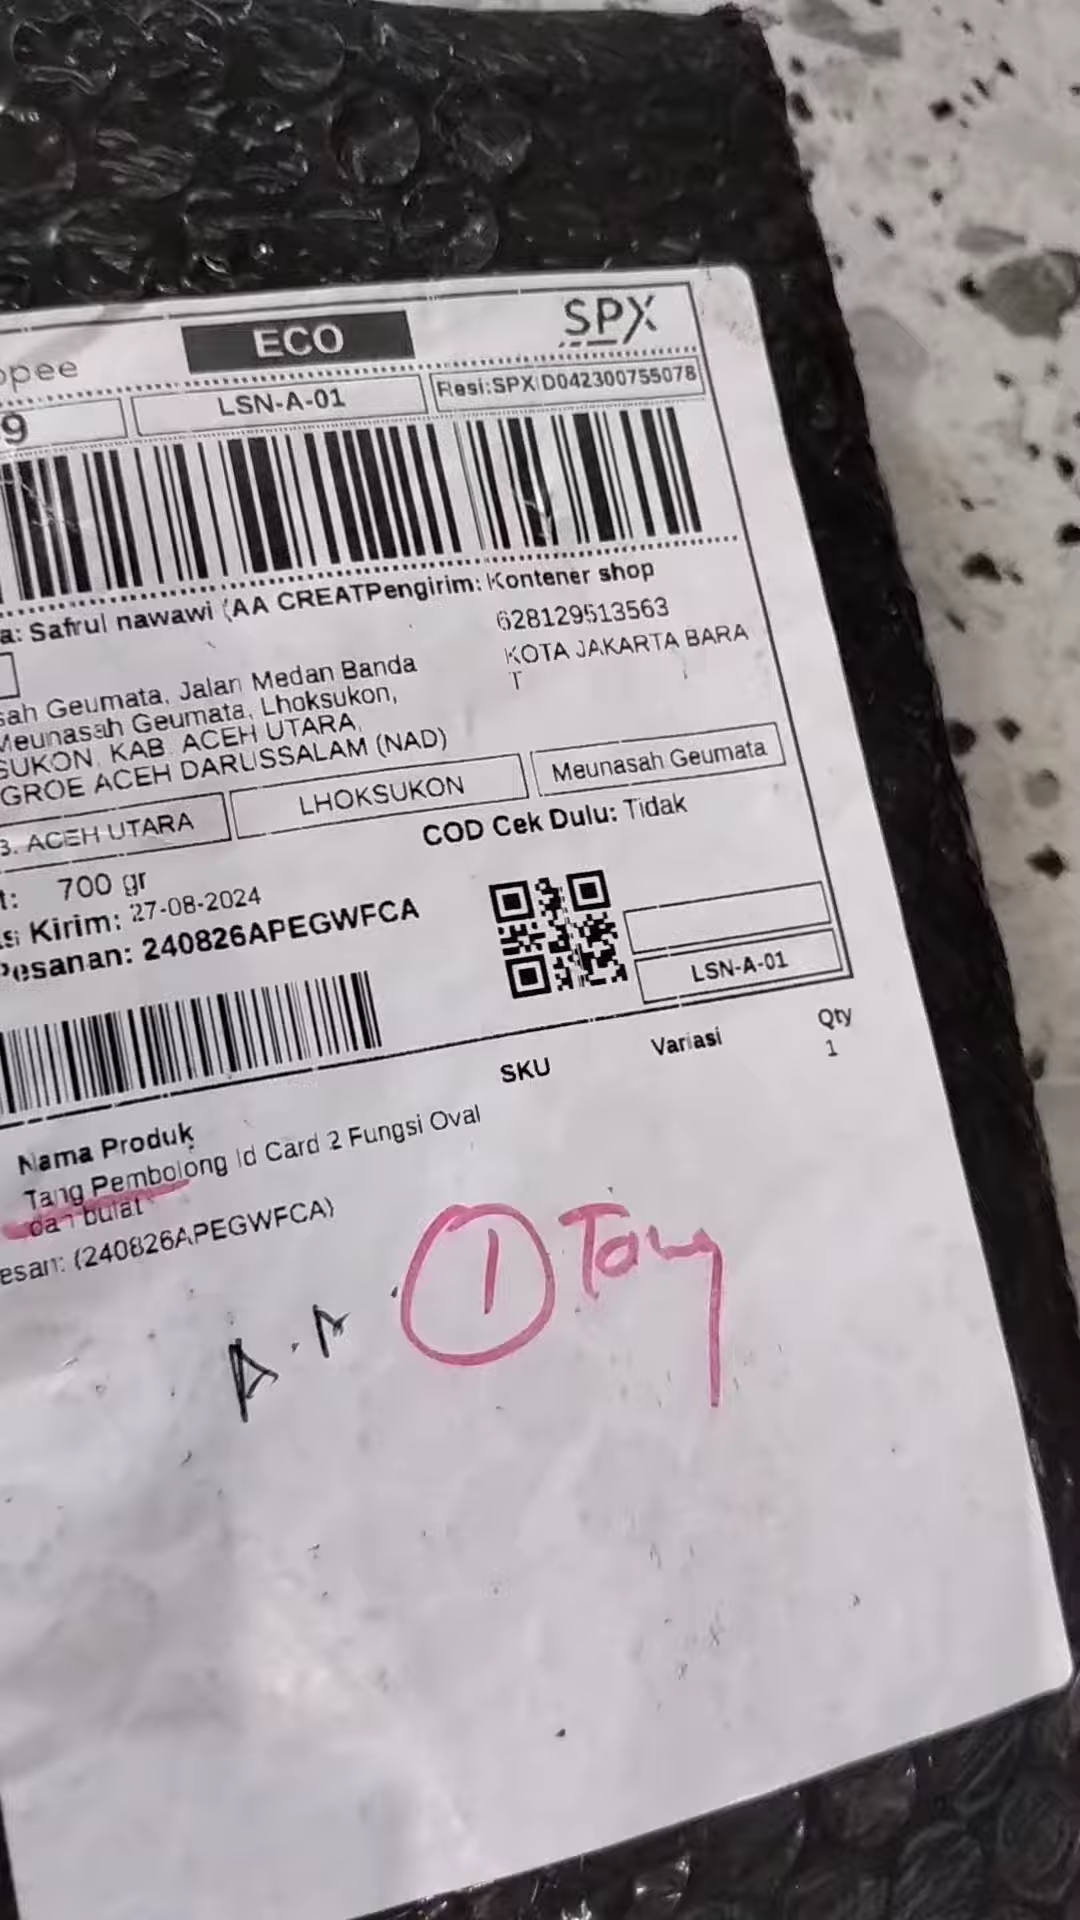 opee ECO SPX
9 LSN-A-01 Resi:SPXID042300755078
a: Safrul nawawi (AA CREATPengirim: Kontener shop
628129513563
KOTA JAKARTA BARA
T
sah Geumata, Jalan Medan Banda
Meunasah Geumata, Lhoksukon,
SUKON, KAB. ACEH UTARA,
GROE ACEH DARUSSALAM (NAD)
B. ACEH UTARA LHOKSUKON Meunasah Geumata
COD Cek Dulu: Tidak
t: 700 gr
si Kirim: 27-08-2024
Pesanan: 240826APEGWFCA
LSN-A-01
Nama Produk SKU Variasi Qty
Tang Pembolong Id Card 2 Fungsi Oval 1
dan bulat
esan: (240826APEGWFCA)
1 Tang